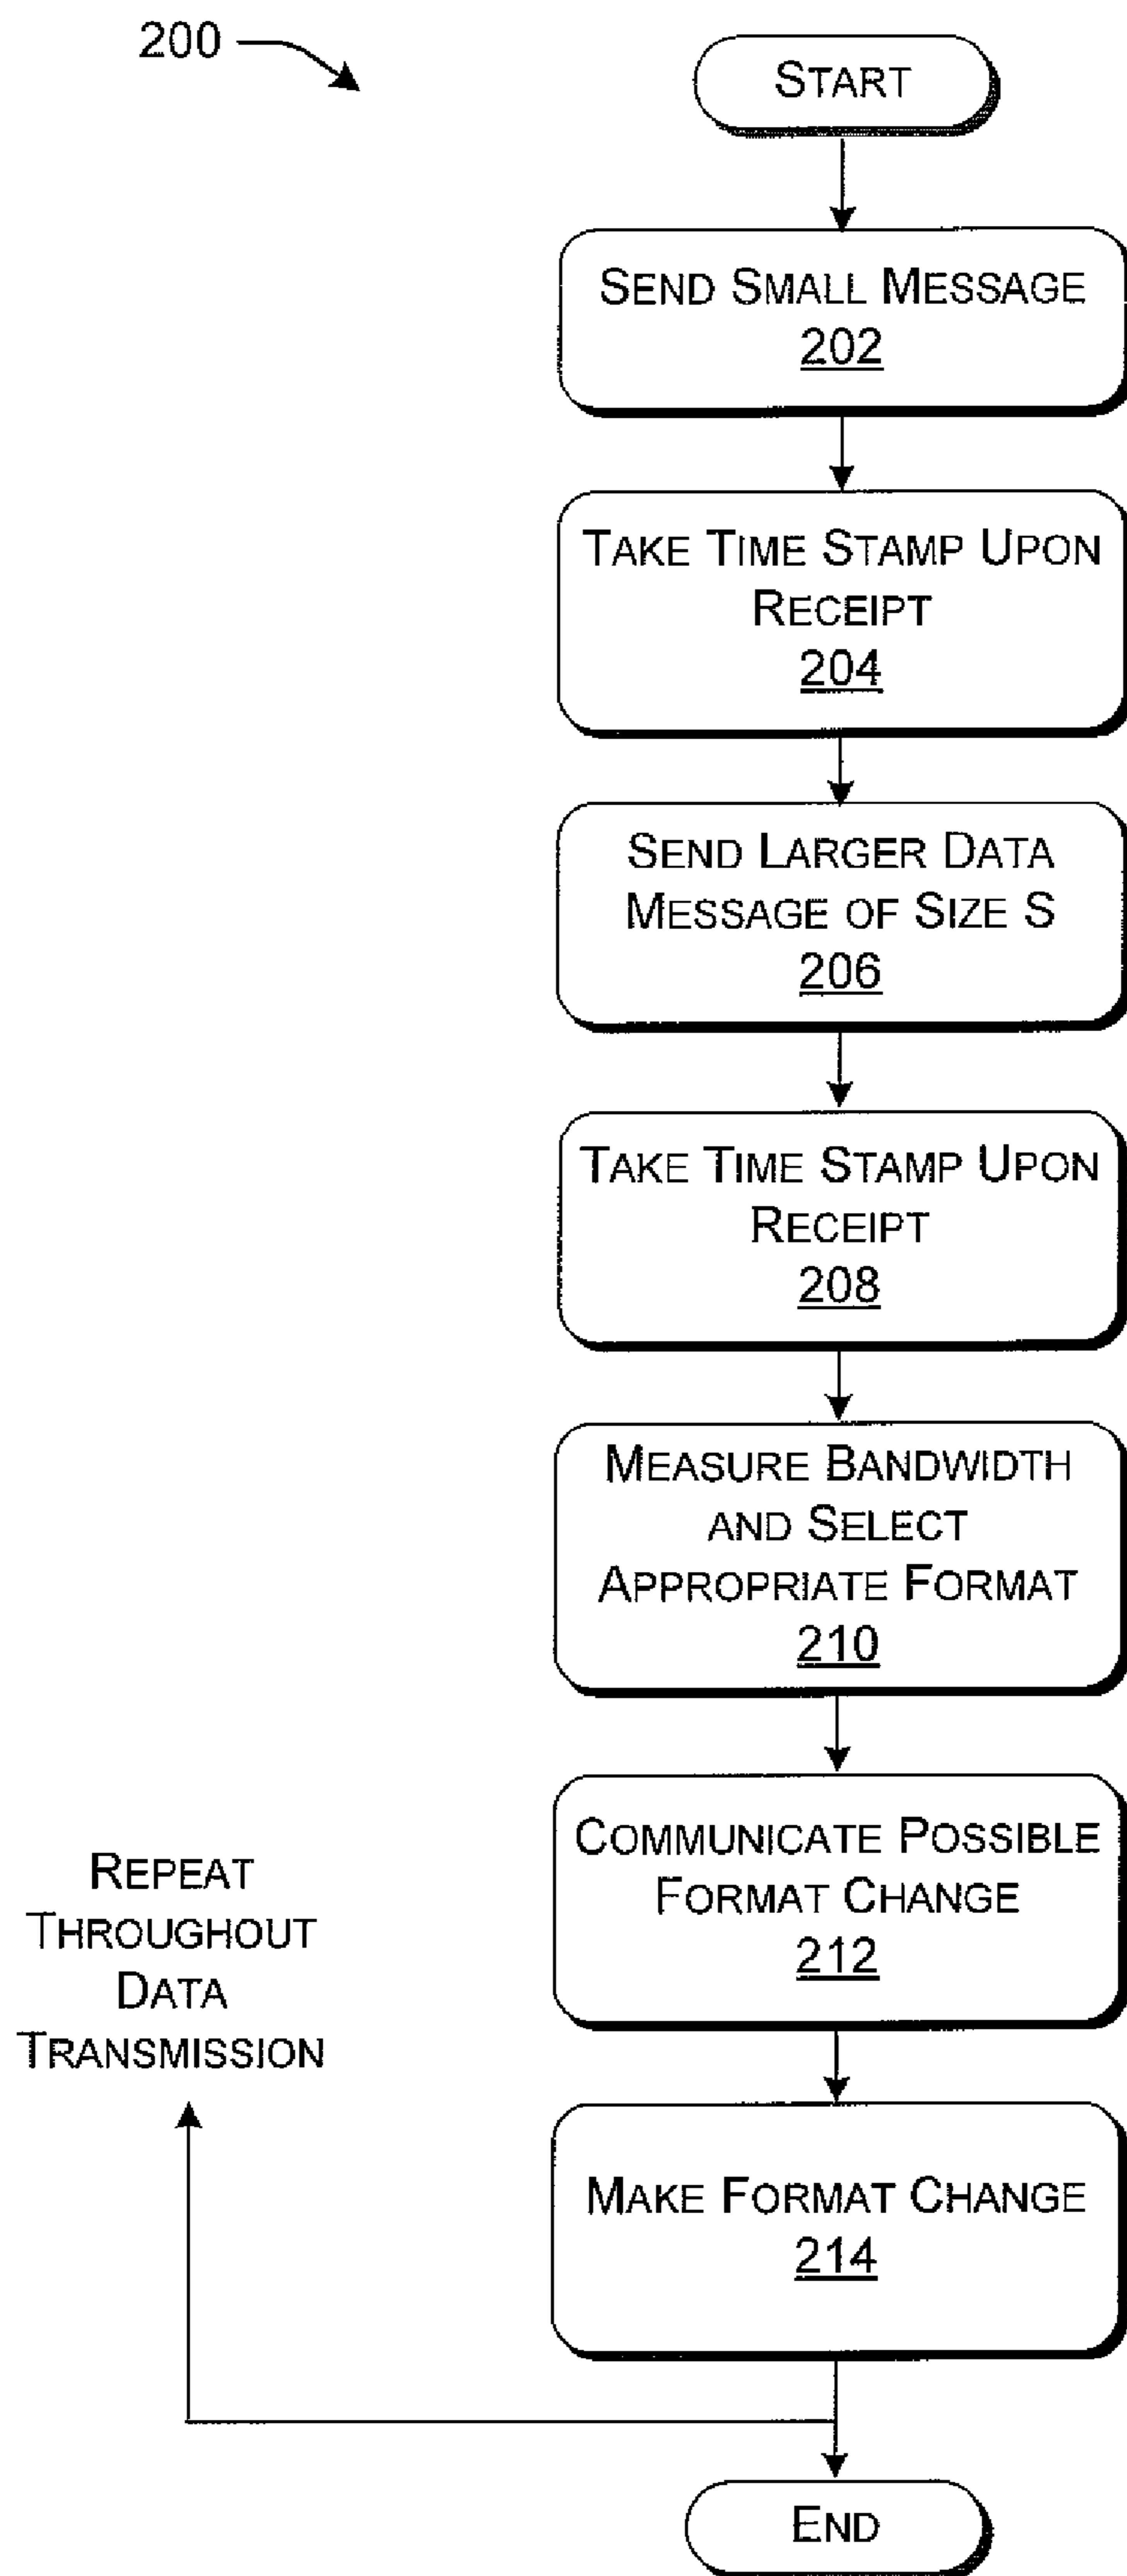 200
START
SEND SMALL MESSAGE
202
TAKE TIME STAMP UPON
RECEIPT
204
SEND LARGER DATA
MESSAGE OF SIZE S
206
TAKE TIME STAMP UPON
RECEIPT
208
MEASURE BANDWIDTH
AND SELECT
APPROPRIATE FORMAT
210
COMMUNICATE POSSIBLE
FORMAT CHANGE
212
REPEAT
THROUGHOUT
DATA
TRANSMISSION
MAKE FORMAT CHANGE
214
END